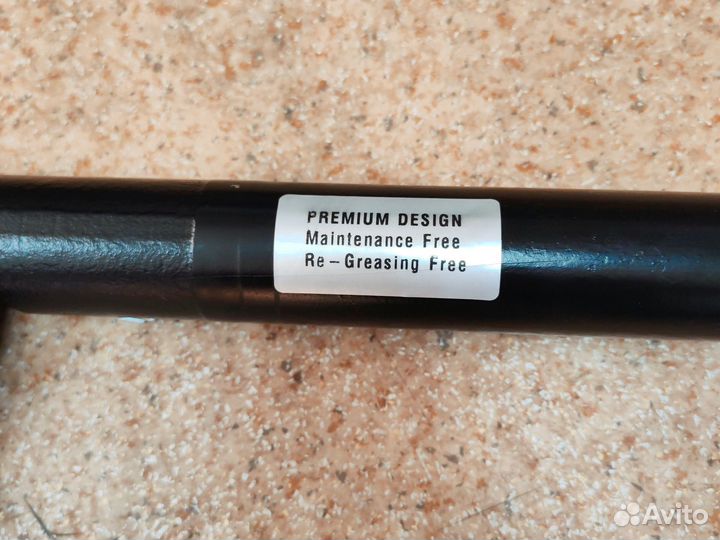 PREMIUM DESIGN
Maintenance Free
Re-Greasing Free
Avito